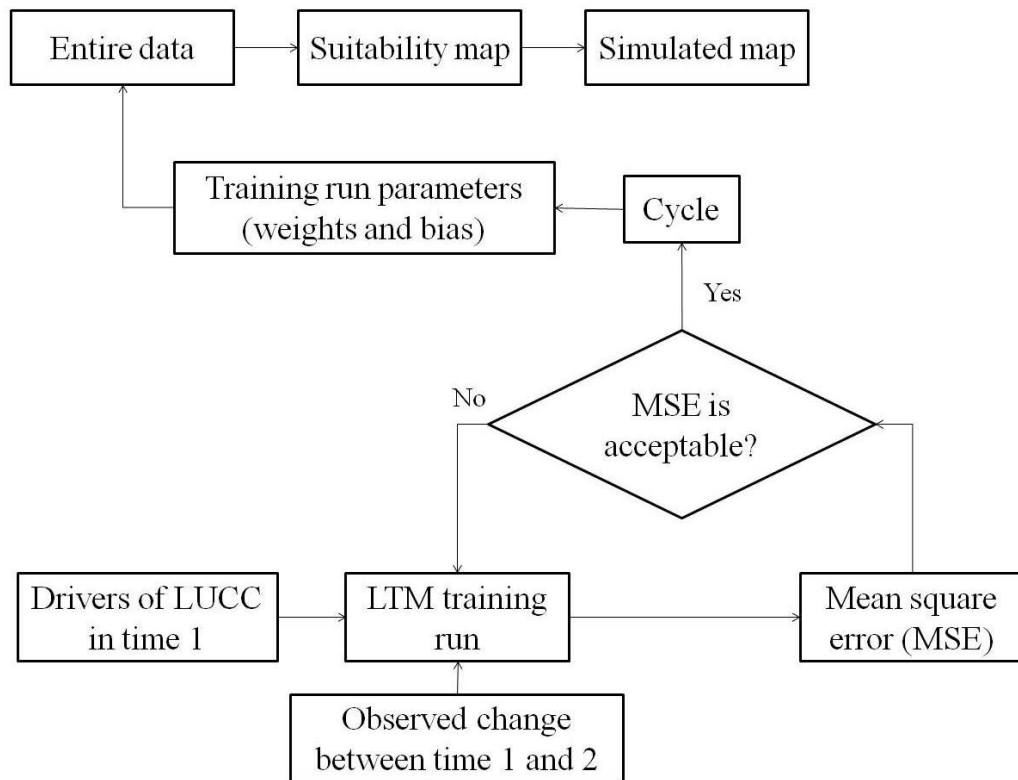 Entire data
Suitability map
Simulated map
Training run parameters
(weights and bias)
Cycle
Yes
No
MSE is
acceptable?
Drivers of LUCC
in time 1
LTM training
run
Mean square
error (MSE)
Observed change
between time 1 and 2